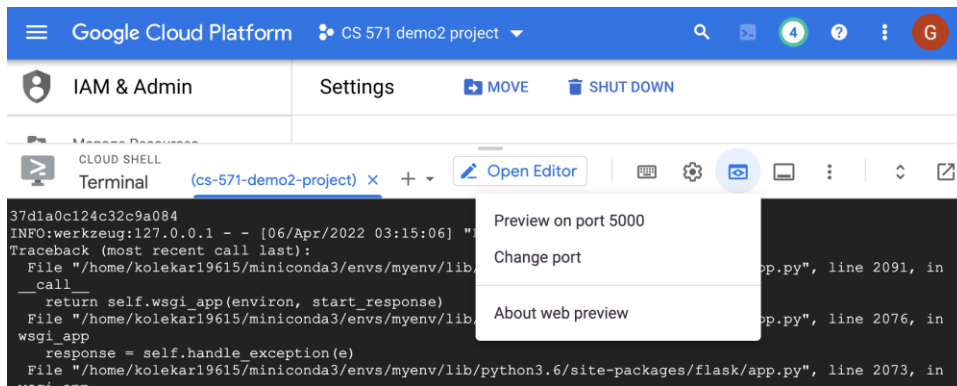 Google Cloud Platform
CS 571 demo2 project
4
?
G
IAM & Admin
Settings
MOVE
SHUT DOWN
Manage Resources
CLOUD SHELL
Terminal
(cs-571-demo2-project) ×
+
Open Editor
Preview on port 5000
Change port
About web preview
37d1a0c124c32c9a084
INFO:werkzeug:127.0.0.1 - - [06/Apr/2022 03:15:06] "
Traceback (most recent call last):
File "/home/kolekar19615/miniconda3/envs/myenv/lib/ pp.py", line 2091, in
__call__
return self.wsgi_app(environ, start_response)
File "/home/kolekar19615/miniconda3/envs/myenv/lib/ pp.py", line 2076, in
wsgi_app
response = self.handle_exception(e)
File "/home/kolekar19615/miniconda3/envs/myenv/lib/python3.6/site-packages/flask/app.py", line 2073, in